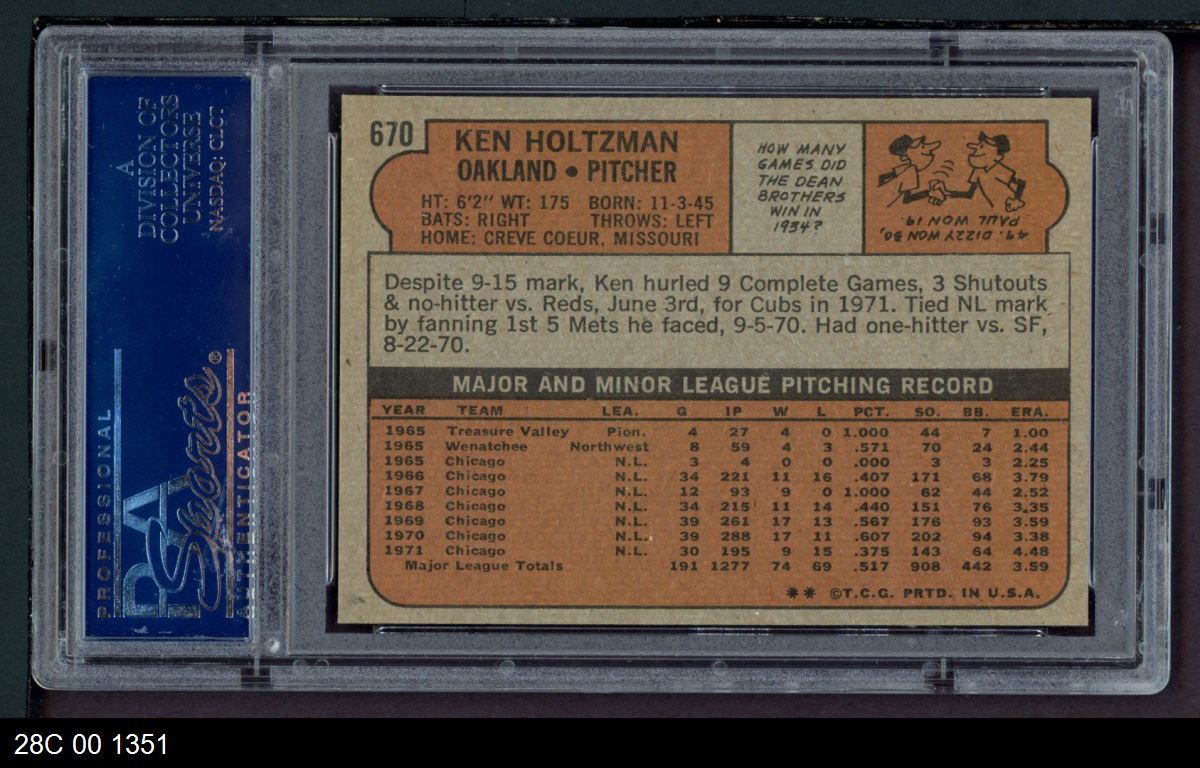 A
DIVISION OF
COLLECTORS
UNIVERSE
NASDAQ: CLCT
PROFESSIONAL
PSA
Sports®
AUTHENTICATOR
670
KEN HOLTZMAN
OAKLAND • PITCHER
HT: 6'2" WT: 175 BORN: 11-3-45
BATS: RIGHT THROWS: LEFT
HOME: CREVE COEUR, MISSOURI
HOW MANY
GAMES DID
THE DEAN
BROTHERS
WIN IN
1934?
49. DIZZY WON 30,
PAUL WON 19.
Despite 9-15 mark, Ken hurled 9 Complete Games, 3 Shutouts
& no-hitter vs. Reds, June 3rd, for Cubs in 1971. Tied NL mark
by fanning 1st 5 Mets he faced, 9-5-70. Had one-hitter vs. SF,
8-22-70.
MAJOR AND MINOR LEAGUE PITCHING RECORD
YEAR TEAM LEA. G IP W L PCT. SO. BB. ERA.
1965 Treasure Valley Pion. 4 27 4 0 1.000 44 7 1.00
1965 Wenatchee Northwest 8 59 4 3 .571 70 24 2.44
1965 Chicago N.L. 3 4 0 0 .000 3 3 2.25
1966 Chicago N.L. 34 221 11 16 .407 171 68 3.79
1967 Chicago N.L. 12 93 9 0 1.000 62 44 2.52
1968 Chicago N.L. 34 215 11 14 .440 151 76 3.35
1969 Chicago N.L. 39 261 17 13 .567 176 93 3.59
1970 Chicago N.L. 39 288 17 11 .607 202 94 3.38
1971 Chicago N.L. 30 195 9 15 .375 143 64 4.48
Major League Totals 191 1277 74 69 .517 908 442 3.59
** ©T.C.G. PRTD. IN U.S.A.
28C 00 1351